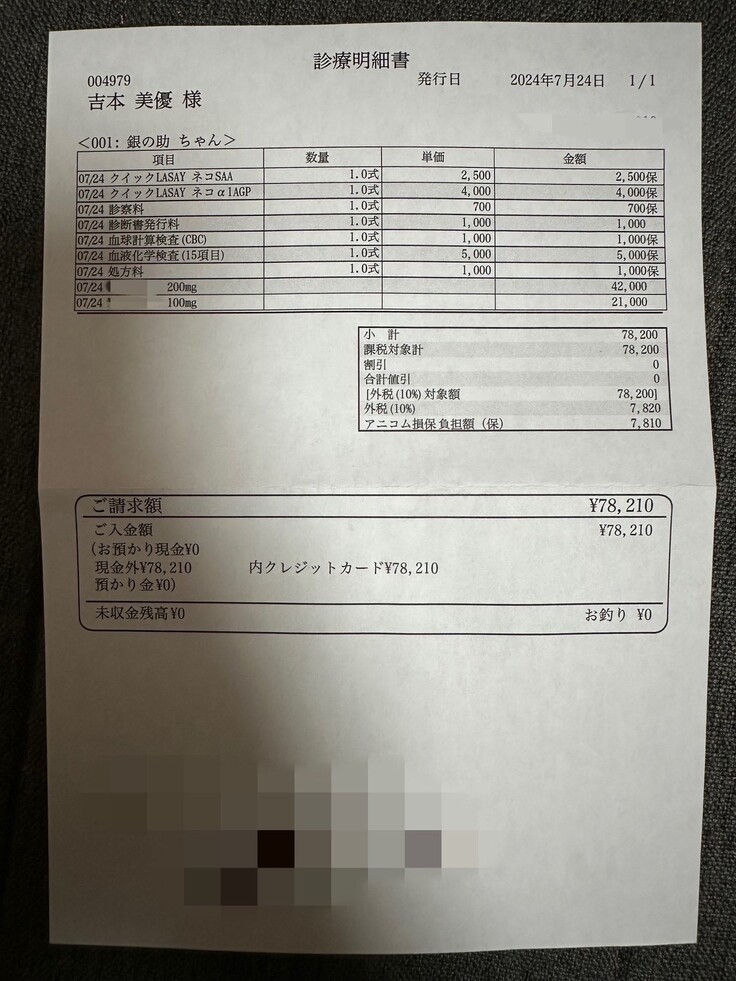 診療明細書
004979 発行日 2024年7月24日 1/1
吉本 美優 様
<001: 銀の助 ちゃん>
項目 数量 単価 金額
07/24 クイックLASAY ネコSAA 1.0式 2,500 2,500保
07/24 クイックLASAY ネコα1AGP 1.0式 4,000 4,000保
07/24 診察料 1.0式 700 700保
07/24 診断書発行料 1.0式 1,000 1,000
07/24 血球計算検査(CBC) 1.0式 1,000 1,000保
07/24 血液化学検査(15項目) 1.0式 5,000 5,000保
07/24 処方料 1.0式 1,000 1,000保
07/24 200mg 42,000
07/24 100mg 21,000
小 計 78,200
課税対象計 78,200
割引 0
合計値引 0
[外税(10%)対象額 78,200]
外税(10%) 7,820
アニコム損保負担額 (保) 7,810
ご請求額 ¥78,210
ご入金額 ¥78,210
(お預かり現金¥0
現金外¥78,210 内クレジットカード¥78,210
預かり金¥0)
未収金残高¥0 お釣り ¥0